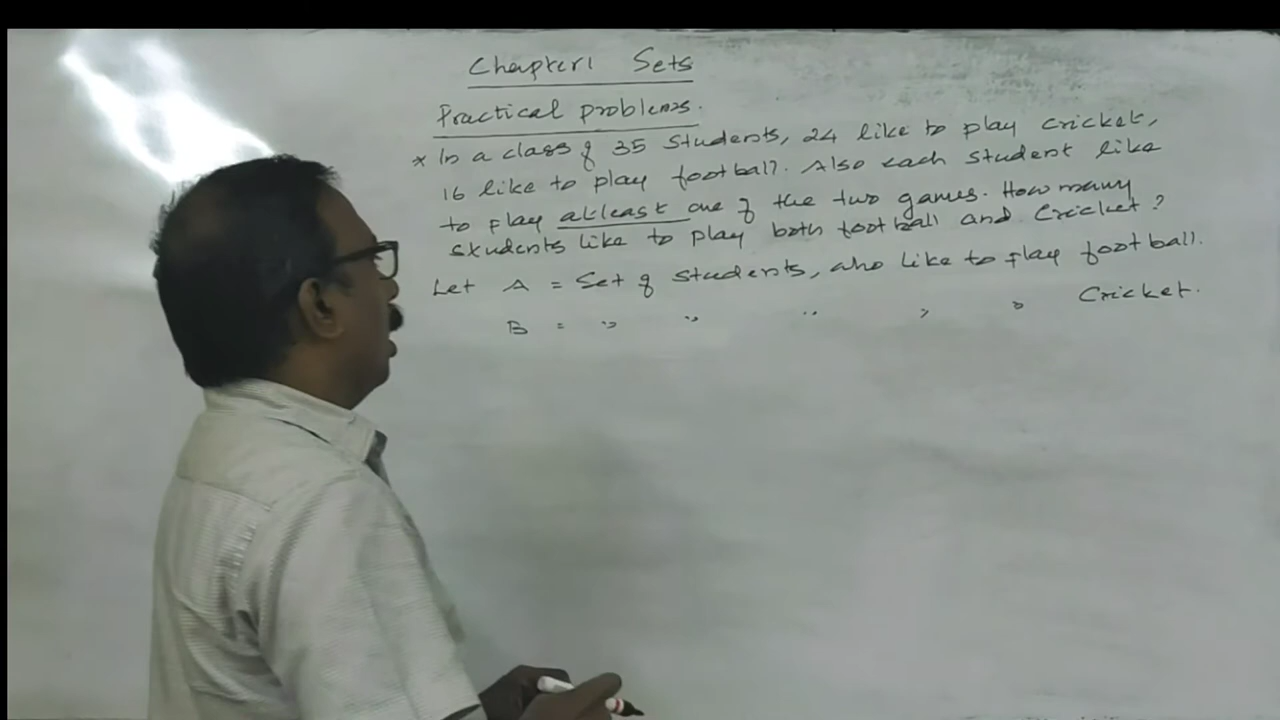 Chapter 1 Sets
Practical problems.
* In a class of 35 students, 24 like to play cricket,
16 like to play football. Also each student like
to play atleast one of the two games. How many
students like to play both football and cricket?
Let A = Set of students, who like to play football.
B = " " " " " Cricket.